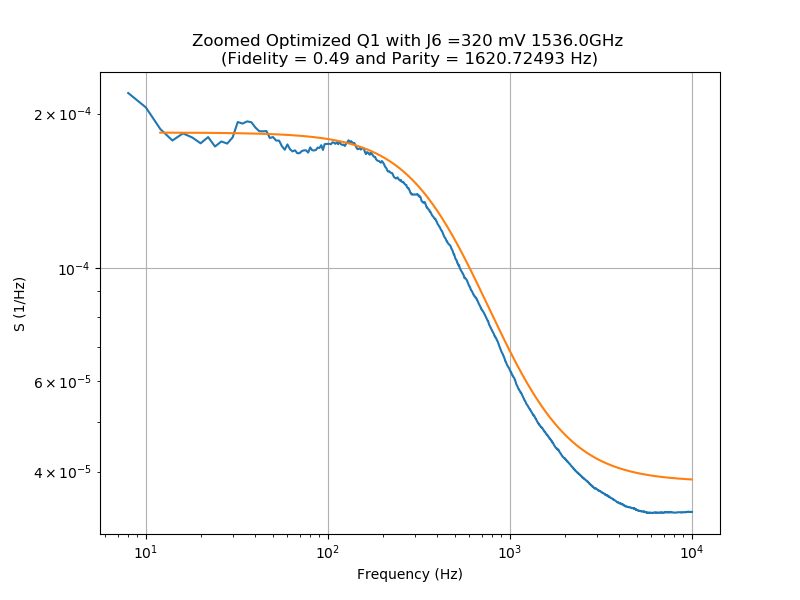 Zoomed Optimized Q1 with J6 =320 mV 1536.0GHz
(Fidelity = 0.49 and Parity = 1620.72493 Hz)
S (1/Hz)
2 × 10⁻⁴
10⁻⁴
6 × 10⁻⁵
4 × 10⁻⁵
10¹ 10² 10³ 10⁴
Frequency (Hz)